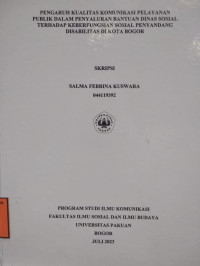 PENGARUH KUALITAS KOMUNIKASI PELAYANAN
PUBLIK DALAM PENYALURAN BANTUAN DINAS SOSIAL
TERHADAP KEBERFUNGSIAN SOSIAL PENYANDANG
DISABILITAS DI KOTA BOGOR
SKRIPSI
SALMA FEBRINA KUSWARA
044119392
PROGRAM STUDI ILMU KOMUNIKASI
FAKULTAS ILMU SOSIAL DAN ILMU BUDAYA
UNIVERSITAS PAKUAN
BOGOR
JULI 2023